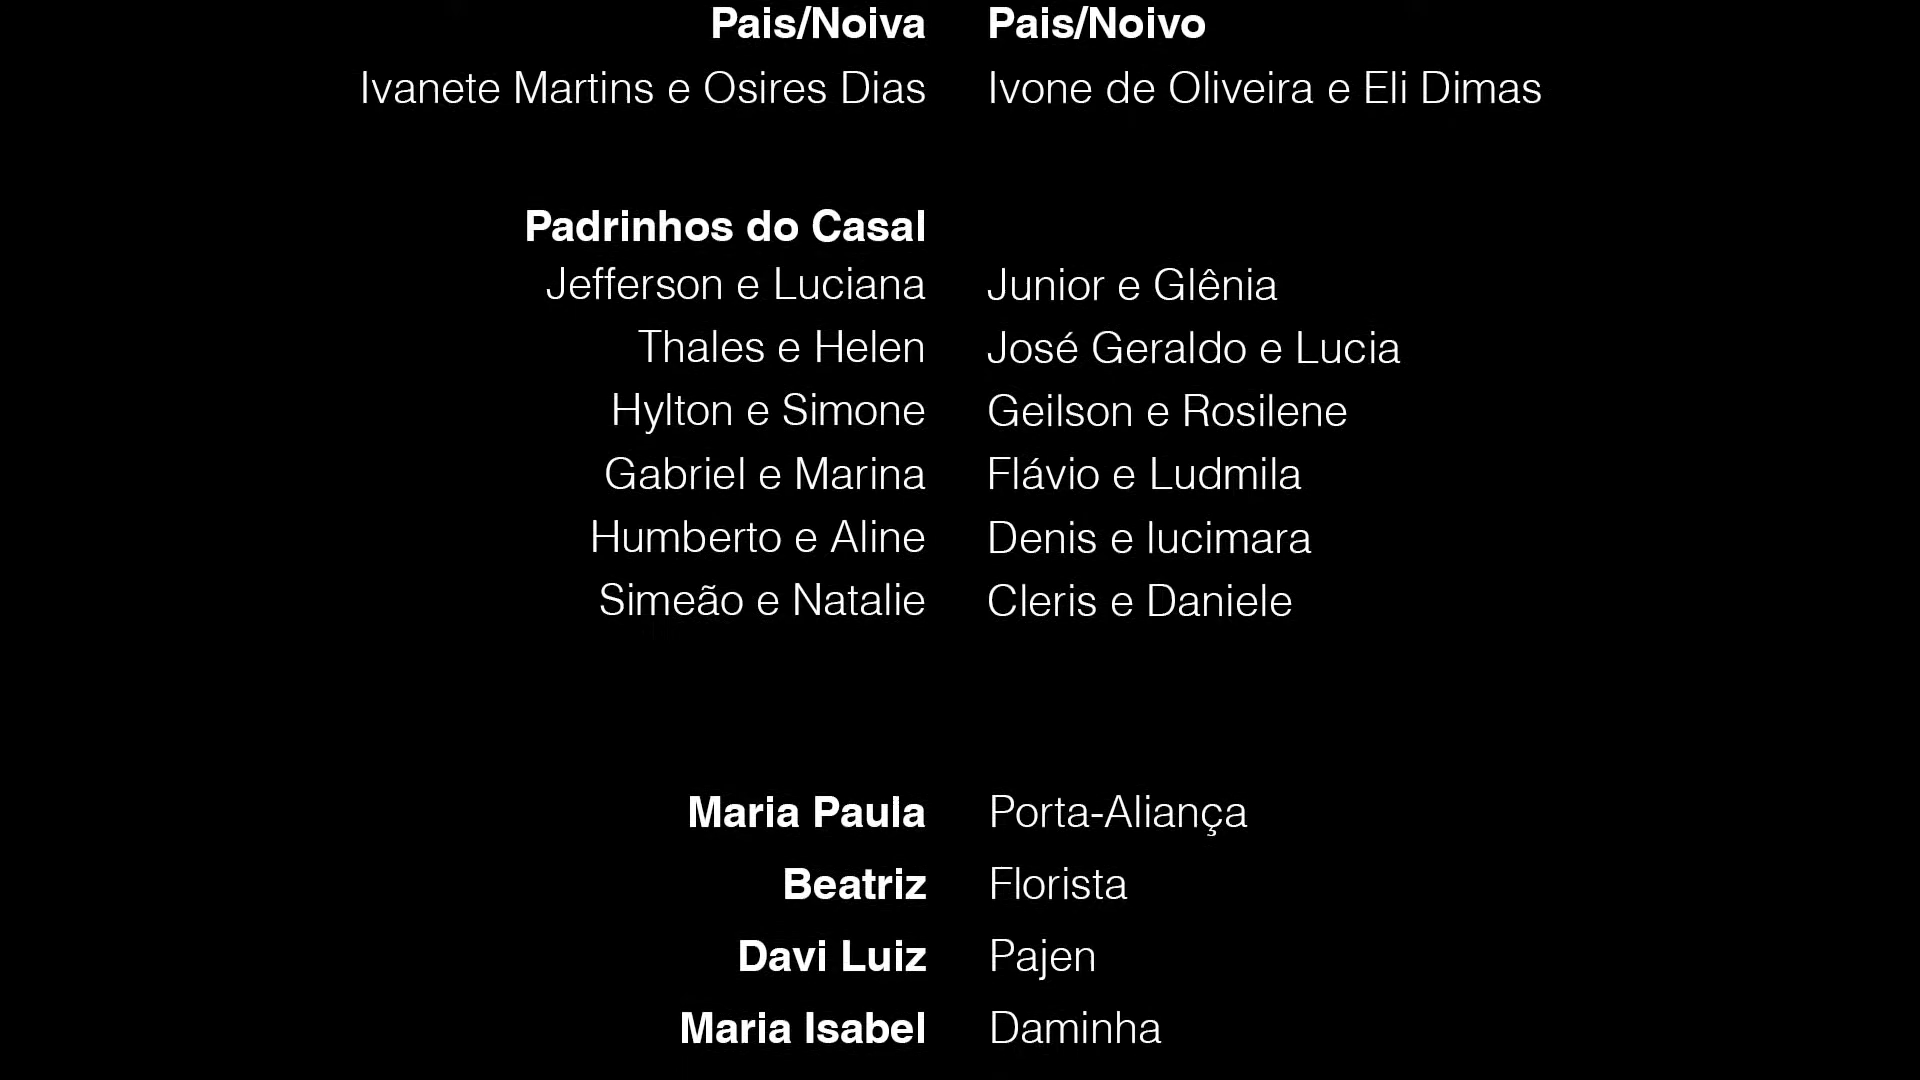 Pais/Noiva Pais/Noivo
Ivanete Martins e Osires Dias Ivone de Oliveira e Eli Dimas
Padrinhos do Casal
Jefferson e Luciana Junior e Glênia
Thales e Helen José Geraldo e Lucia
Hylton e Simone Geilson e Rosilene
Gabriel e Marina Flávio e Ludmila
Humberto e Aline Denis e lucimara
Simeão e Natalie Cleris e Daniele
Maria Paula Porta-Aliança
Beatriz Florista
Davi Luiz Pajen
Maria Isabel Daminha